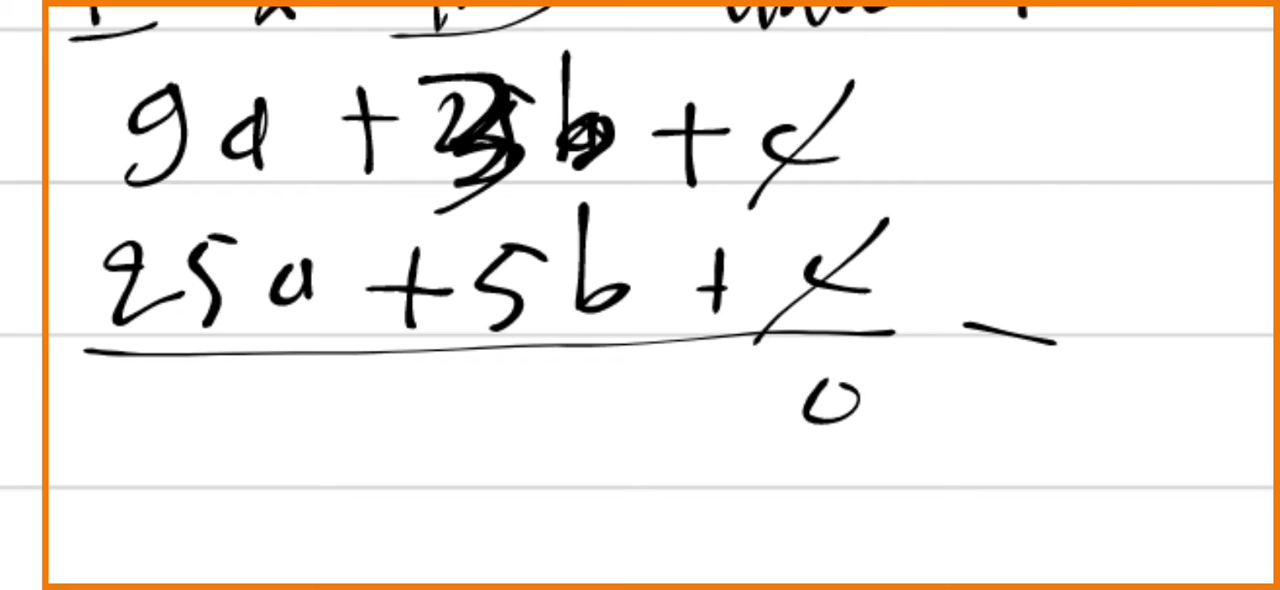 9a + 3b + c
25a + 5b + c
—
0